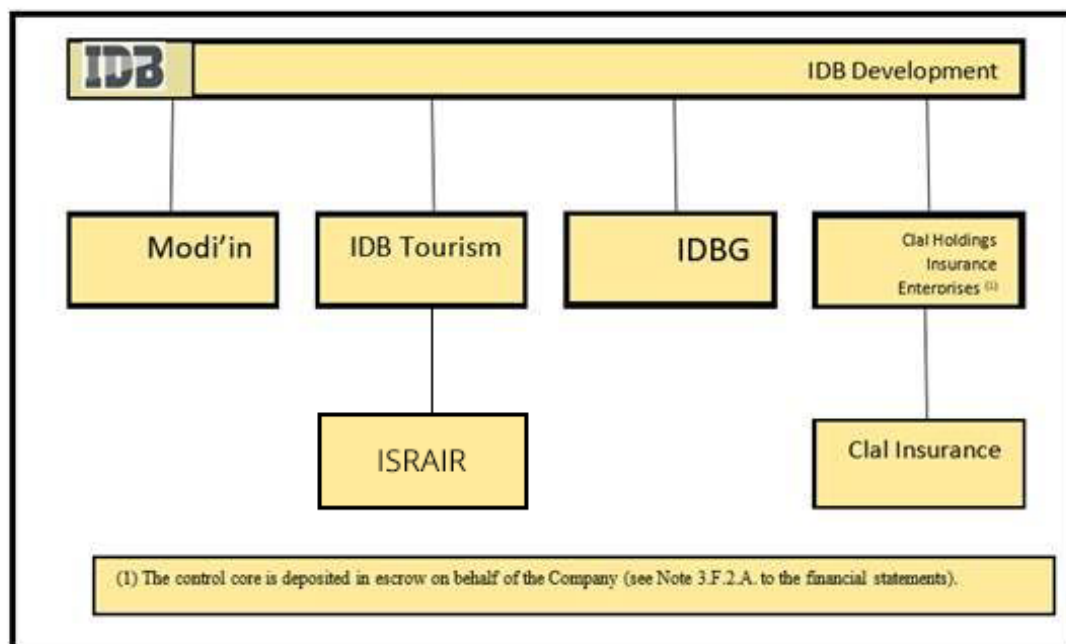 IDB
IDB Development
Modi’in
IDB Tourism
IDBG
Clal Holdings
Insurance
Enterprises (1)
ISRAIR
Clal Insurance
(1) The control core is deposited in escrow on behalf of the Company (see Note 3.F.2.A. to the financial statements).